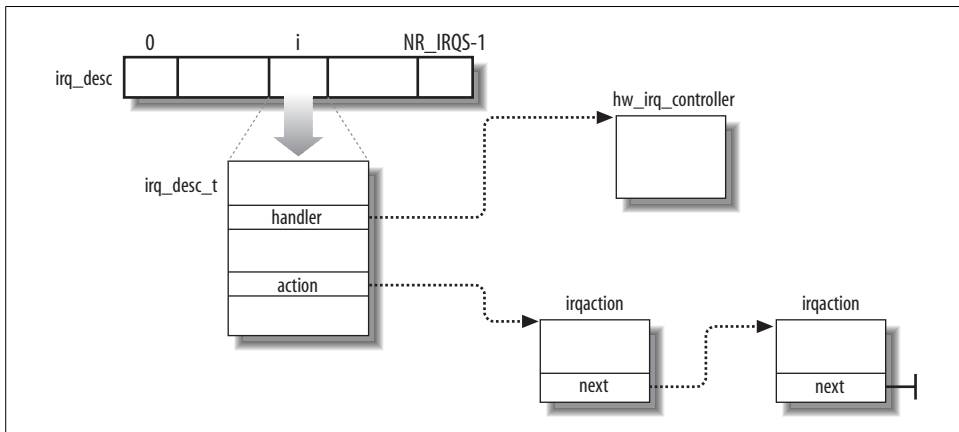 0 i NR_IRQS-1
irq_desc
hw_irq_controller
irq_desc_t
handler
action
irqaction irqaction
next next